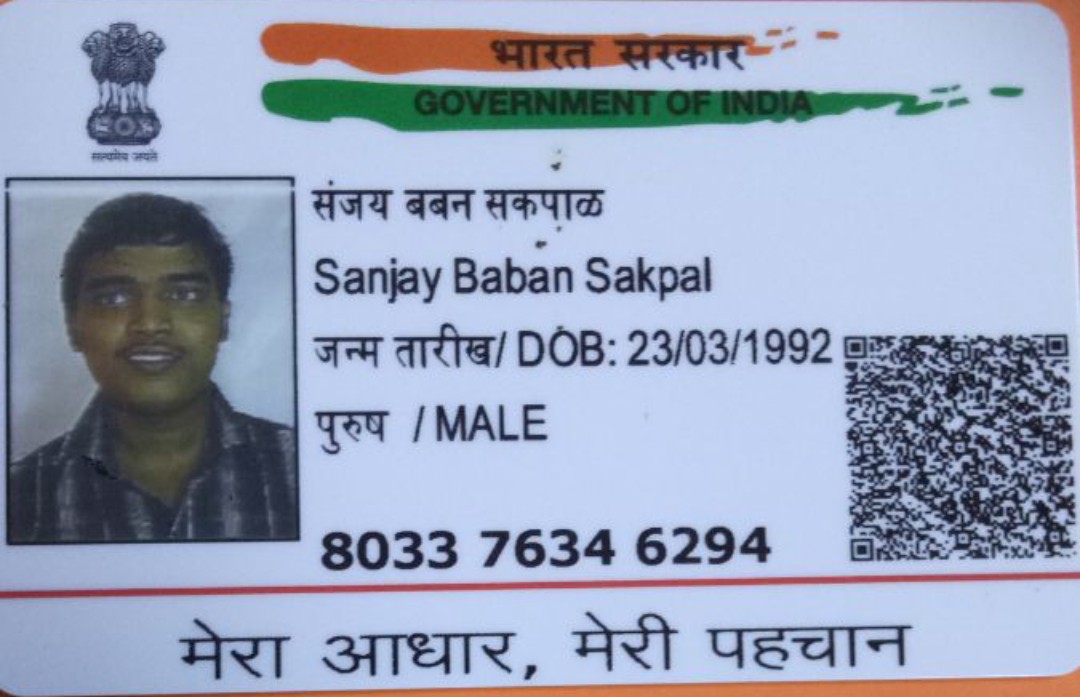 भारत सरकार
GOVERNMENT OF INDIA
सत्यमेव जयते
संजय बबन सकपाळ
Sanjay Baban Sakpal
जन्म तारीख/ DOB: 23/03/1992
पुरुष / MALE
8033 7634 6294
मेरा आधार, मेरी पहचान